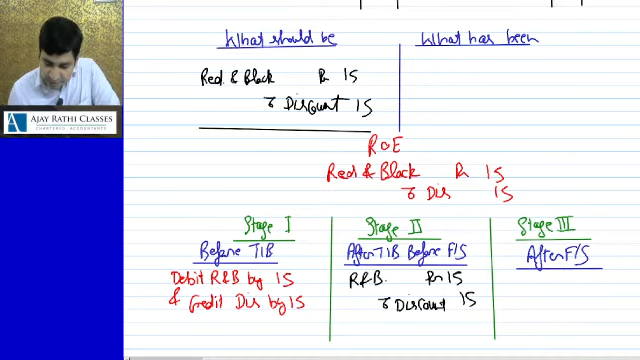 What should be
What has been
Red & Black Dr 15
To Discount 15
ROE
Red & Black Dr 15
To Dis 15
Stage I
Before T/B
Debit R&B by 15
& Credit Dis by 15
Stage II
After T/B Before F/S
R&B. Dr 15
To Discount 15
Stage III
After F/S
A
AJAY RATHI CLASSES
CHARTERED ACCOUNTANTS